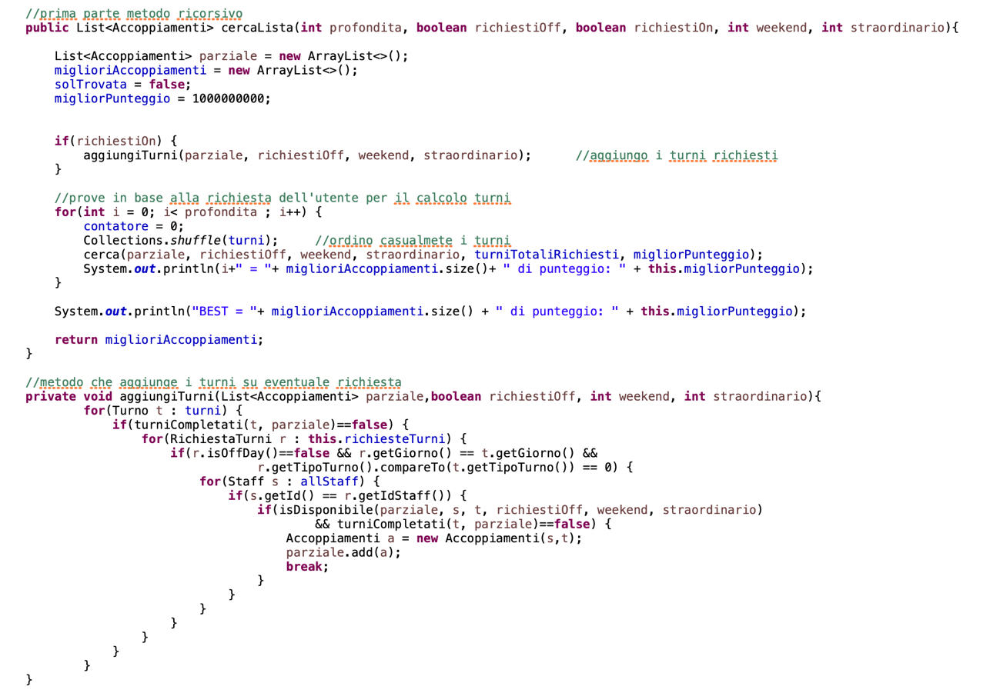 //prima parte metodo ricorsivo
public List<Accoppiamenti> cercaLista(int profondita, boolean richiestiOff, boolean richiestiOn, int weekend, int straordinario){
List<Accoppiamenti> parziale = new ArrayList<>();
miglioriAccoppiamenti = new ArrayList<>();
solTrovata = false;
migliorPunteggio = 1000000000;
if(richiestiOn) {
aggiungiTurni(parziale, richiestiOff, weekend, straordinario); //aggiungo i turni richiesti
}
//prove in base alla richiesta dell'utente per il calcolo turni
for(int i = 0; i< profondita ; i++) {
contatore = 0;
Collections.shuffle(turni); //ordino casualmete i turni
cerca(parziale, richiestiOff, weekend, straordinario, turniTotaliRichiesti, migliorPunteggio);
System.out.println(i+" = "+ miglioriAccoppiamenti.size()+ " di punteggio: " + this.migliorPunteggio);
}
System.out.println("BEST = "+ miglioriAccoppiamenti.size() + " di punteggio: " + this.migliorPunteggio);
return miglioriAccoppiamenti;
}
//metodo che aggiunge i turni su eventuale richiesta
private void aggiungiTurni(List<Accoppiamenti> parziale,boolean richiestiOff, int weekend, int straordinario){
for(Turno t : turni) {
if(turniCompletati(t, parziale)==false) {
for(RichiestaTurni r : this.richiesteTurni) {
if(r.isOffDay()==false && r.getGiorno() == t.getGiorno() &&
r.getTipoTurno().compareTo(t.getTipoTurno()) == 0) {
for(Staff s : allStaff) {
if(s.getId() == r.getIdStaff()) {
if(isDisponibile(parziale, s, t, richiestiOff, weekend, straordinario)
&& turniCompletati(t, parziale)==false) {
Accoppiamenti a = new Accoppiamenti(s,t);
parziale.add(a);
break;
}
}
}
}
}
}
}
}